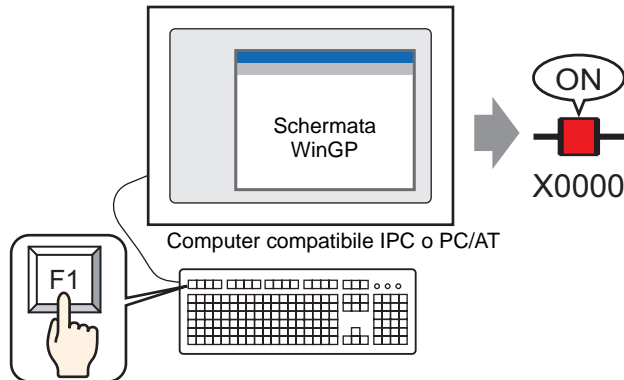 Schermata
WinGP
ON
X0000
Computer compatibile IPC o PC/AT
F1